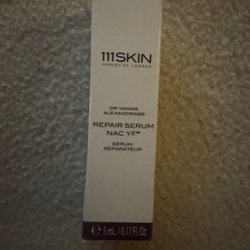 111SKIN
HARLEY ST LONDON
DR YANNIS
ALEXANDRIDES
REPAIR SERUM
NAC Y2™
SERUM
RÉPARATEUR
℮ 5 mL / 0.17 fl. Oz.